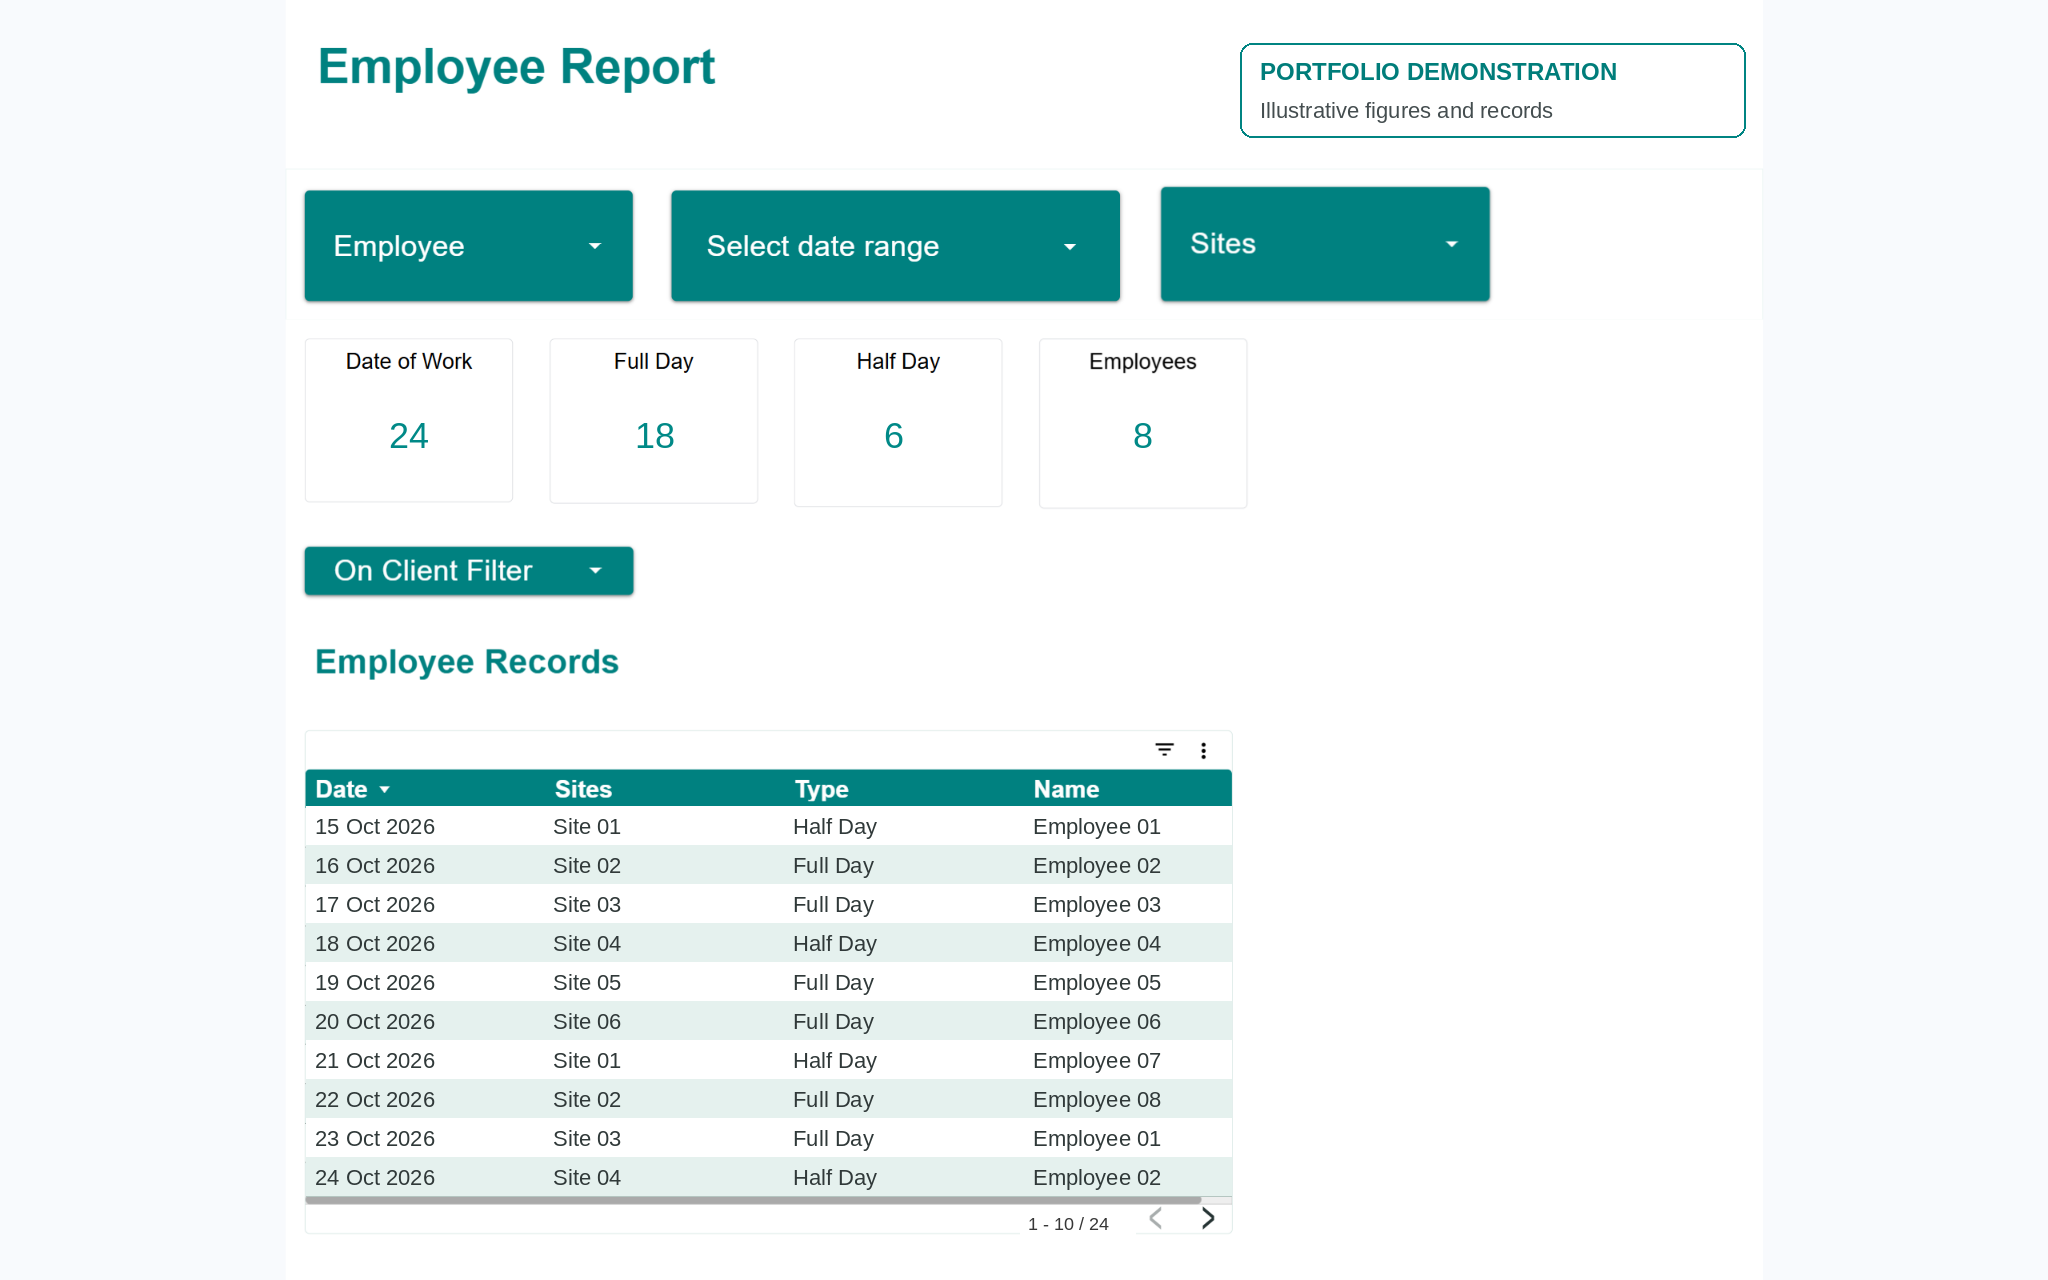 Employee Report
PORTFOLIO DEMONSTRATION
Illustrative figures and records
Employee
Select date range
Sites
Date of Work
Full Day
Half Day
Employees
24
18
6
8
On Client Filter
Employee Records
Date Sites Type Name
15 Oct 2026 Site 01 Half Day Employee 01
16 Oct 2026 Site 02 Full Day Employee 02
17 Oct 2026 Site 03 Full Day Employee 03
18 Oct 2026 Site 04 Half Day Employee 04
19 Oct 2026 Site 05 Full Day Employee 05
20 Oct 2026 Site 06 Full Day Employee 06
21 Oct 2026 Site 01 Half Day Employee 07
22 Oct 2026 Site 02 Full Day Employee 08
23 Oct 2026 Site 03 Full Day Employee 01
24 Oct 2026 Site 04 Half Day Employee 02
1 - 10 / 24